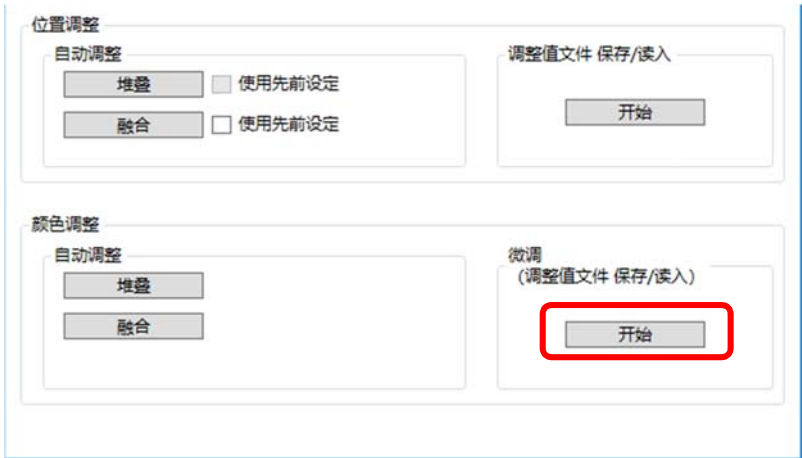 位置调整
自动调整
堆叠 使用先前设定
融合 使用先前设定
调整值文件 保存/读入
开始
颜色调整
自动调整
堆叠
融合
微调
(调整值文件 保存/读入)
开始